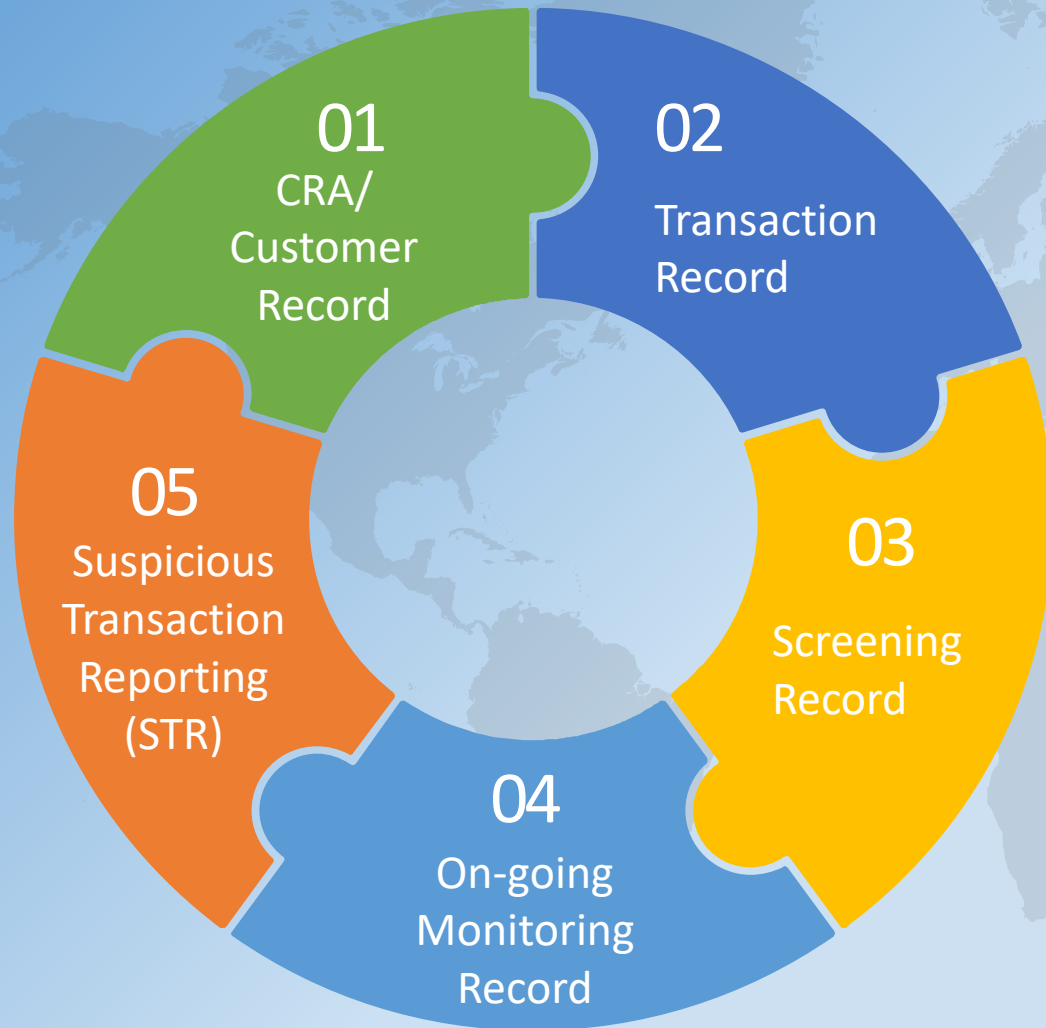 01
CRA/
Customer
Record
02
Transaction
Record
03
Screening
Record
04
On-going
Monitoring
Record
05
Suspicious
Transaction
Reporting
(STR)